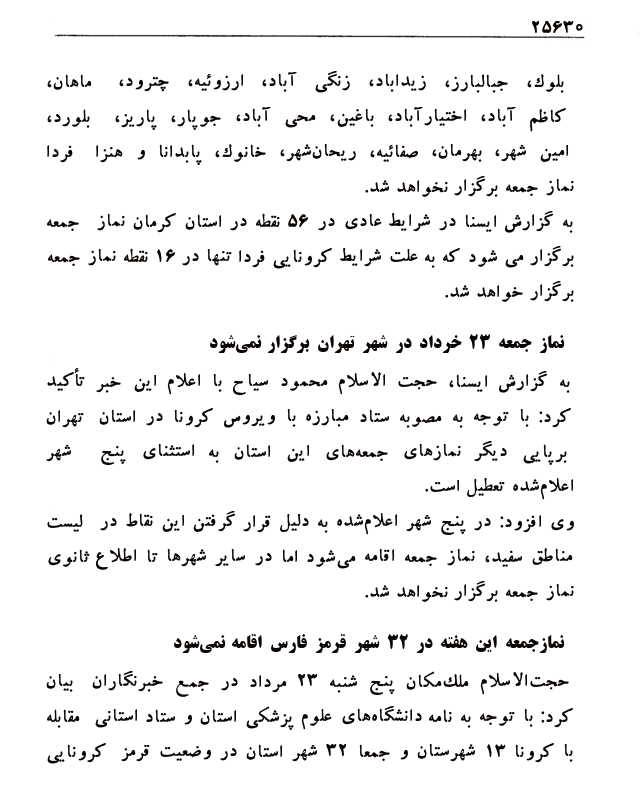 ۲۵۶۳۰
بلوك، جبالبارز، زیداباد، زنگی آباد، ارزوئیه، چترود، ماهان،
کاظم آباد، اختیارآباد، باغین، محی آباد، جوپار، پاریز، بلورد،
امین شهر، بهرمان، صفائیه، ریحان‌شهر، خانوك، پابدانا و هنزا فردا
نماز جمعه برگزار نخواهد شد.
به گزارش ایسنا در شرایط عادی در ۵۶ نقطه در استان کرمان نماز جمعه
برگزار می شود که به علت شرایط کرونایی فردا تنها در ۱۶ نقطه نماز جمعه
برگزار خواهد شد.
نماز جمعه ۲۳ خرداد در شهر تهران برگزار نمی‌شود
به گزارش ایسنا، حجت الاسلام محمود سیاح با اعلام این خبر تأکید
کرد: با توجه به مصوبه ستاد مبارزه با ویروس کرونا در استان تهران
برپایی دیگر نمازهای جمعه‌های این استان به استثنای پنج شهر
اعلام‌شده تعطیل است.
وی افزود: در پنج شهر اعلام‌شده به دلیل قرار گرفتن این نقاط در لیست
مناطق سفید، نماز جمعه اقامه می‌شود اما در سایر شهرها تا اطلاع ثانوی
نماز جمعه برگزار نخواهد شد.
نمازجمعه این هفته در ۳۲ شهر قرمز فارس اقامه نمی‌شود
حجت‌الاسلام ملك‌مکان پنج شنبه ۲۳ مرداد در جمع خبرنگاران بیان
کرد: با توجه به نامه دانشگاه‌های علوم پزشکی استان و ستاد استانی مقابله
با کرونا ۱۳ شهرستان و جمعا ۳۲ شهر استان در وضعیت قرمز کرونایی